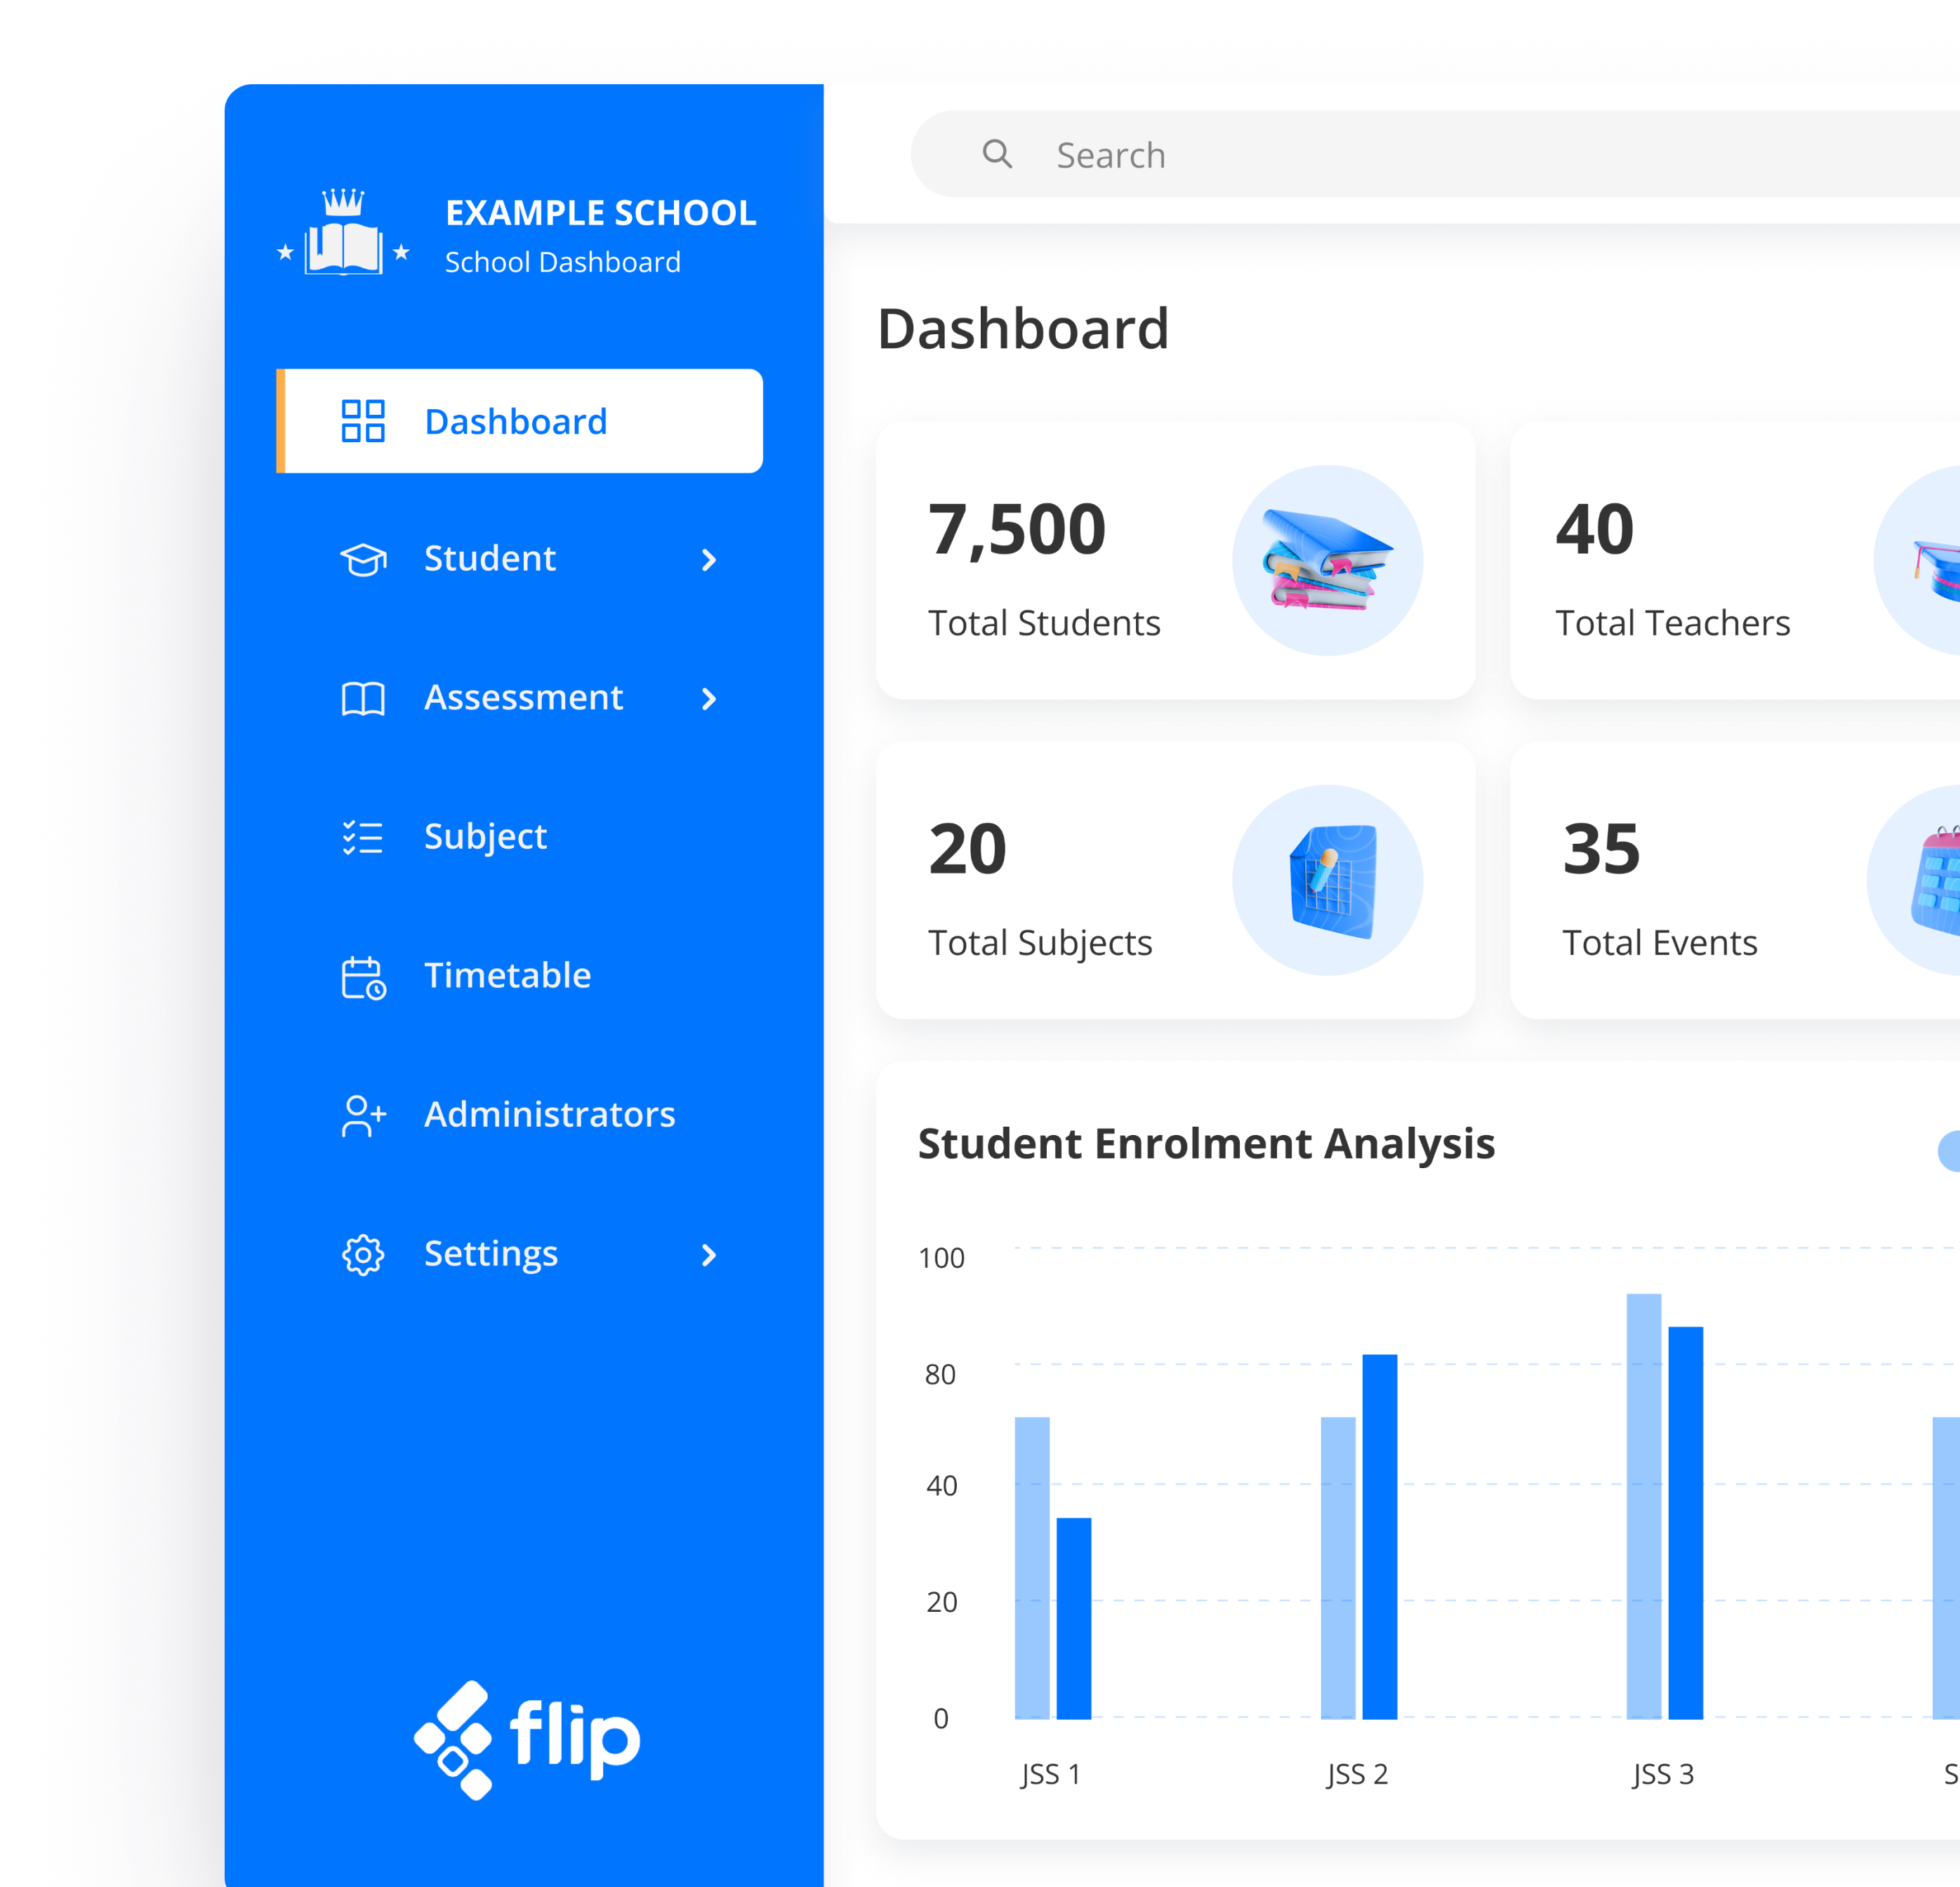 EXAMPLE SCHOOL
School Dashboard
Dashboard
Student
Assessment
Subject
Timetable
Administrators
Settings
flip
Search
Dashboard
7,500
Total Students
40
Total Teachers
20
Total Subjects
35
Total Events
Student Enrolment Analysis
100
80
40
20
0
JSS 1
JSS 2
JSS 3
S